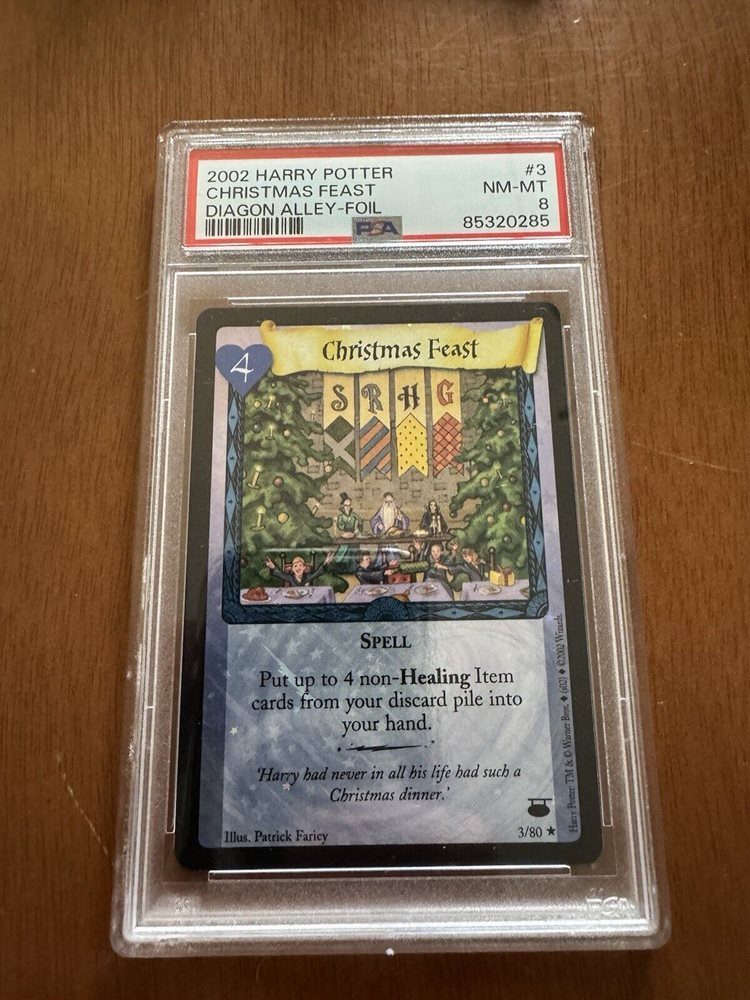 2002 HARRY POTTER #3
CHRISTMAS FEAST NM-MT
DIAGON ALLEY-FOIL 8
PSA 85320285
Christmas Feast
4
S R H G
SPELL
Put up to 4 non-Healing Item
cards from your discard pile into
your hand.
'Harry had never in all his life had such a
Christmas dinner.'
Illus. Patrick Faricy 3/80 ★
Harry Potter TM & © Warner Bros. ♦ (s02) ♦ ©2002 Wizards.
PSA